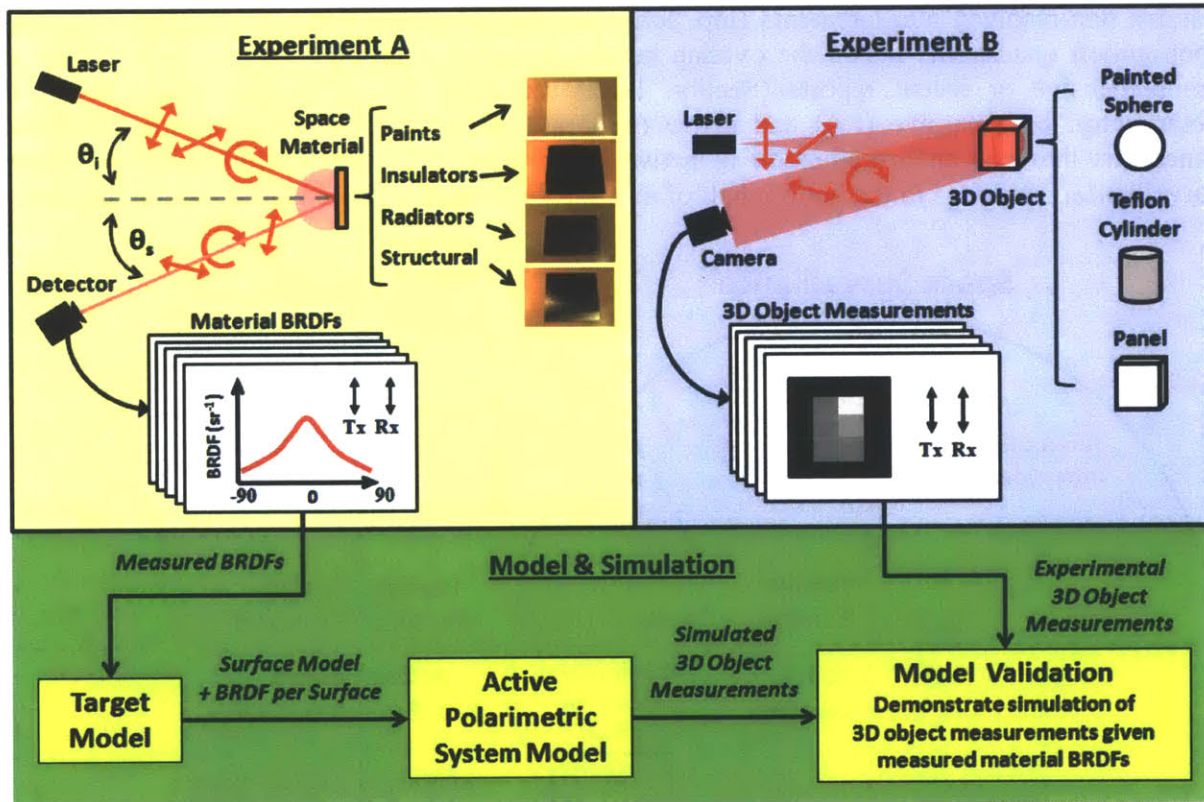 Experiment A
Laser
θi
θs
Detector
Space
Material
Paints
Insulators
Radiators
Structural
Material BRDFs
BRDF (sr-1)
Tx Rx
-90 0 90
Experiment B
Laser
Camera
3D Object
Painted
Sphere
Teflon
Cylinder
Panel
3D Object Measurements
Tx Rx
Model & Simulation
Measured BRDFs
Experimental
3D Object
Measurements
Target
Model
Surface Model
+ BRDF per Surface
Active
Polarimetric
System Model
Simulated
3D Object
Measurements
Model Validation
Demonstrate simulation of
3D object measurements given
measured material BRDFs